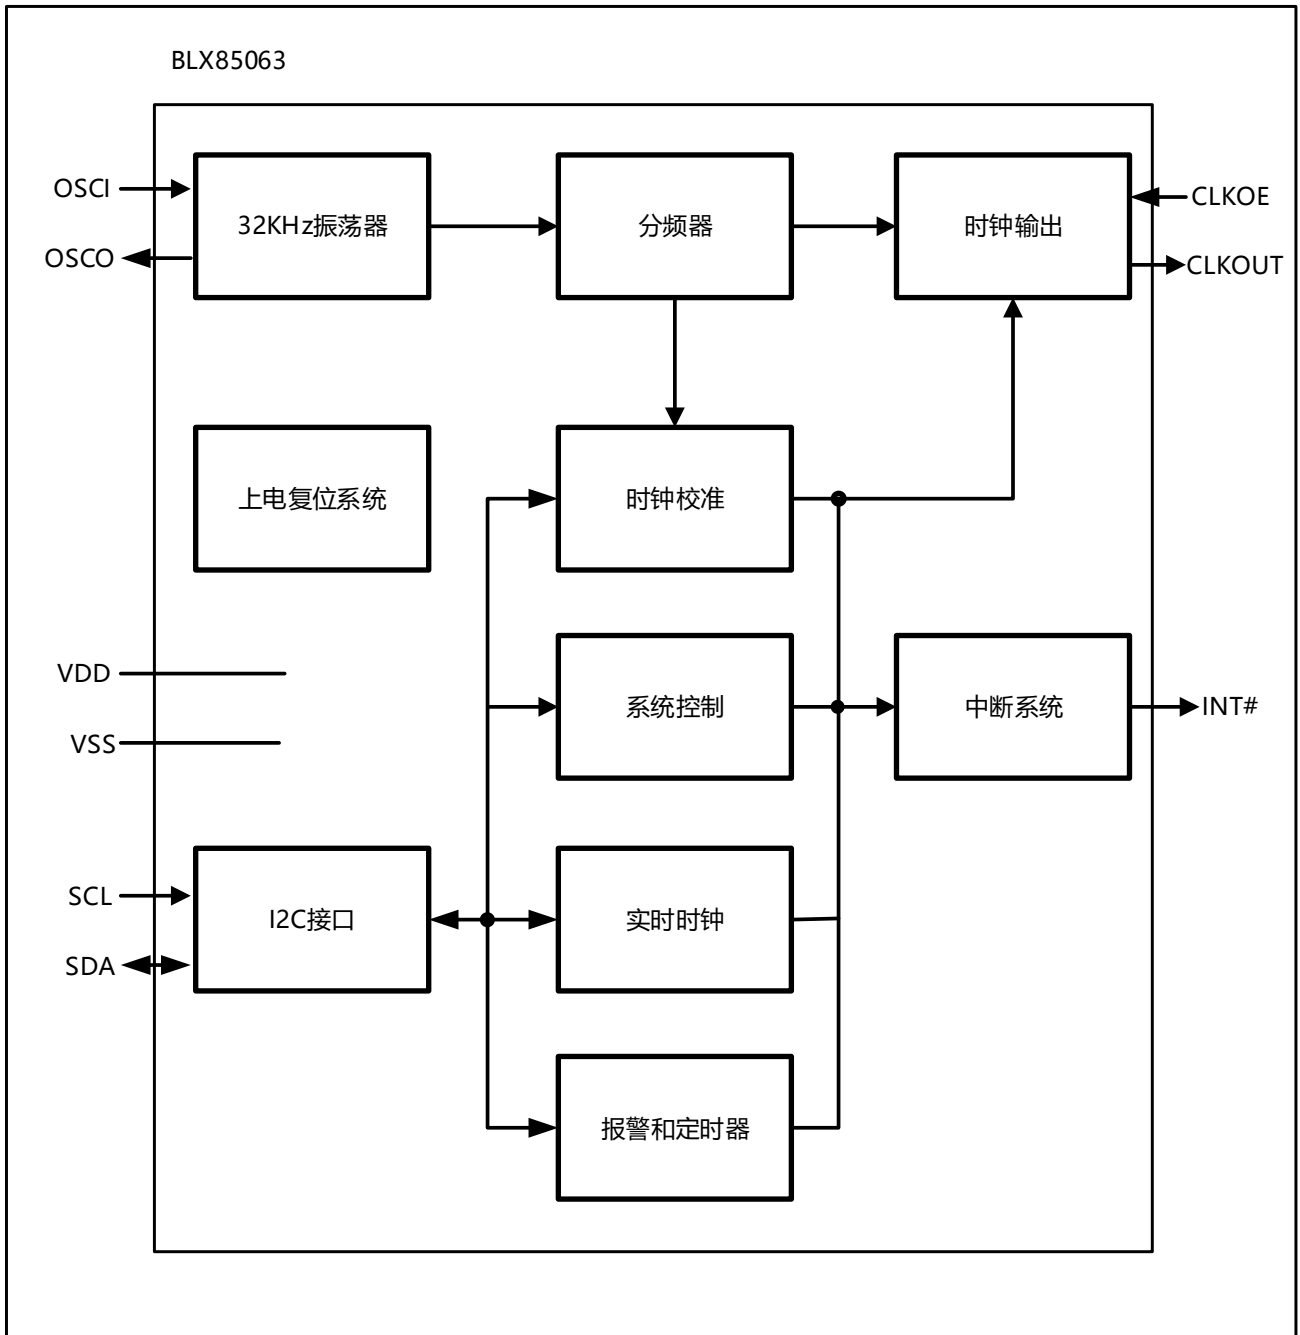 BLX85063
OSCI
32KHz振荡器
分频器
时钟输出
CLKOE
OSCO
CLKOUT
上电复位系统
时钟校准
VDD
系统控制
中断系统
INT#
VSS
SCL
I2C接口
实时时钟
SDA
报警和定时器